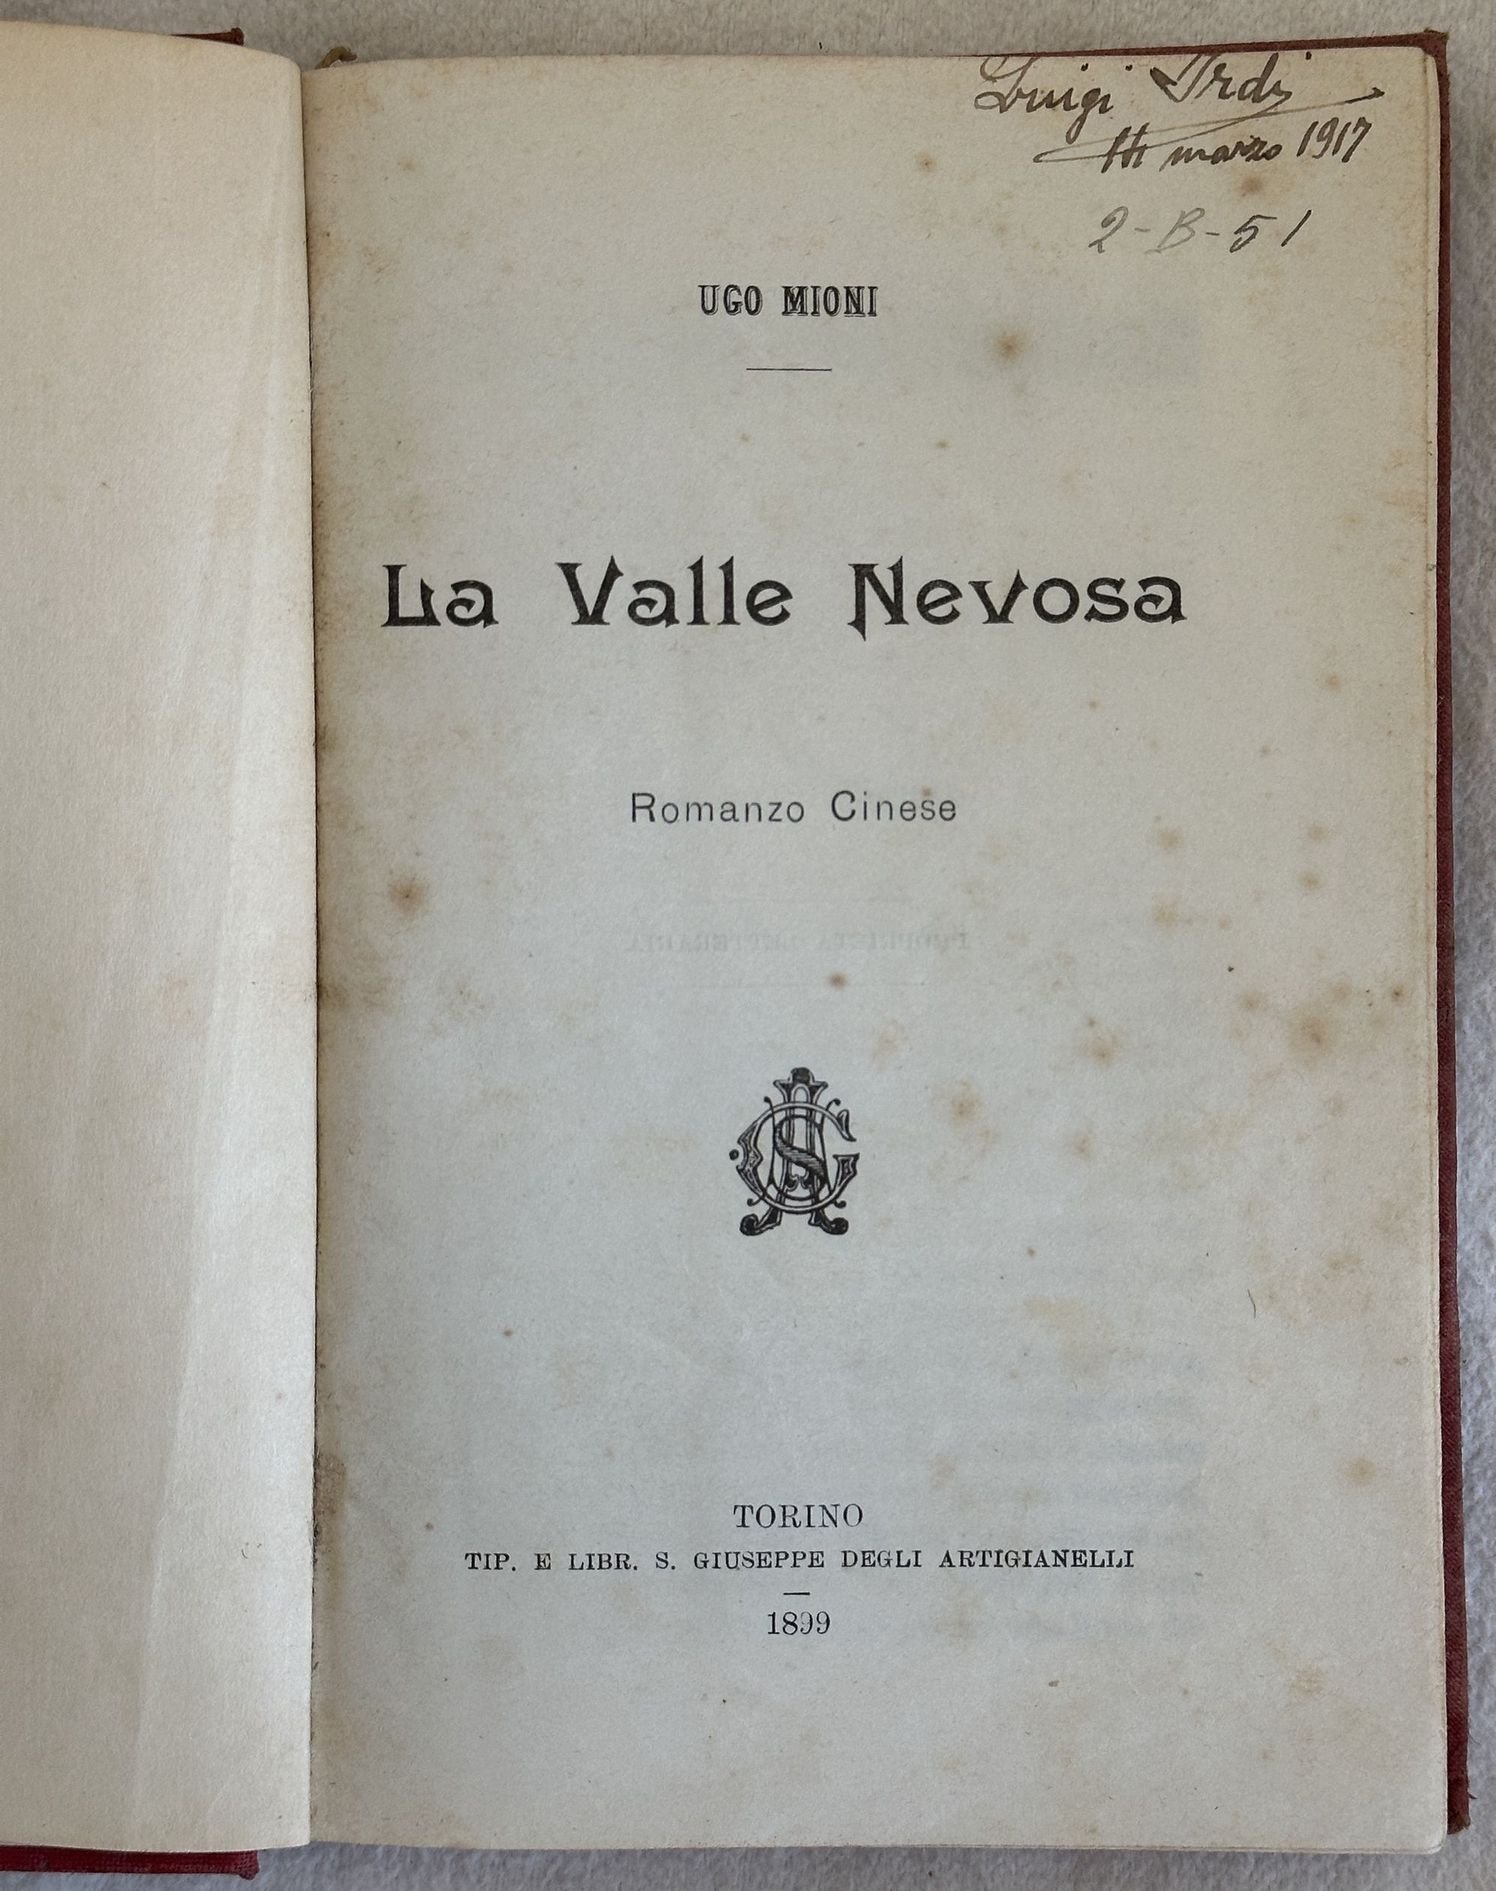 Luigi
marzo 1917
2-B-51
UGO MIONI
La Valle Nevosa
Romanzo Cinese
TORINO
TIP. E LIBR. S. GIUSEPPE DEGLI ARTIGIANELLI
1899